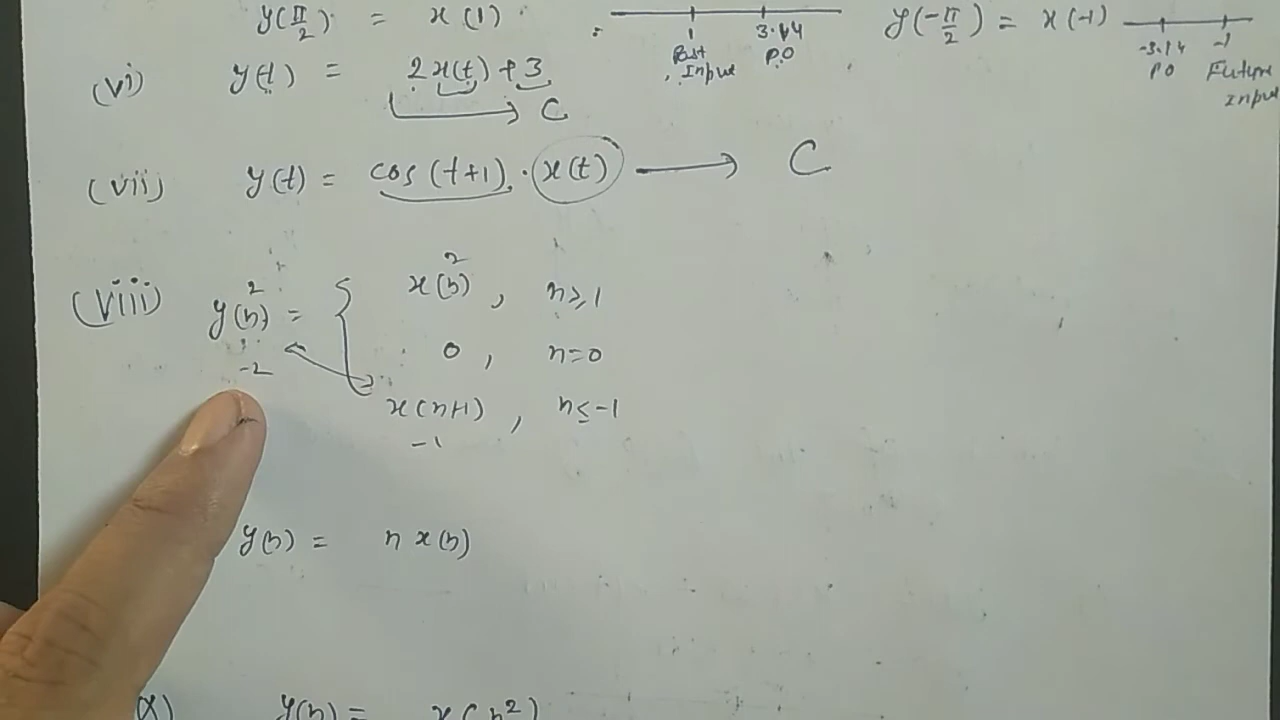 y(π/2) = x(1) . : 1 3.14 y(-π/2) = x(-1) -3.14 -1
Past Input P.O P.O Future Input
(vi) y(t) = 2x(t) + 3
C
(vii) y(t) = cos(t+1) . x(t) → C
2 2
(viii) y(n) = { x(n) , n≥1
0 , n=0
-2
x(n+1) , n≤-1
-1
y(n) = n x(n)
(X) y(n) = x(n²)